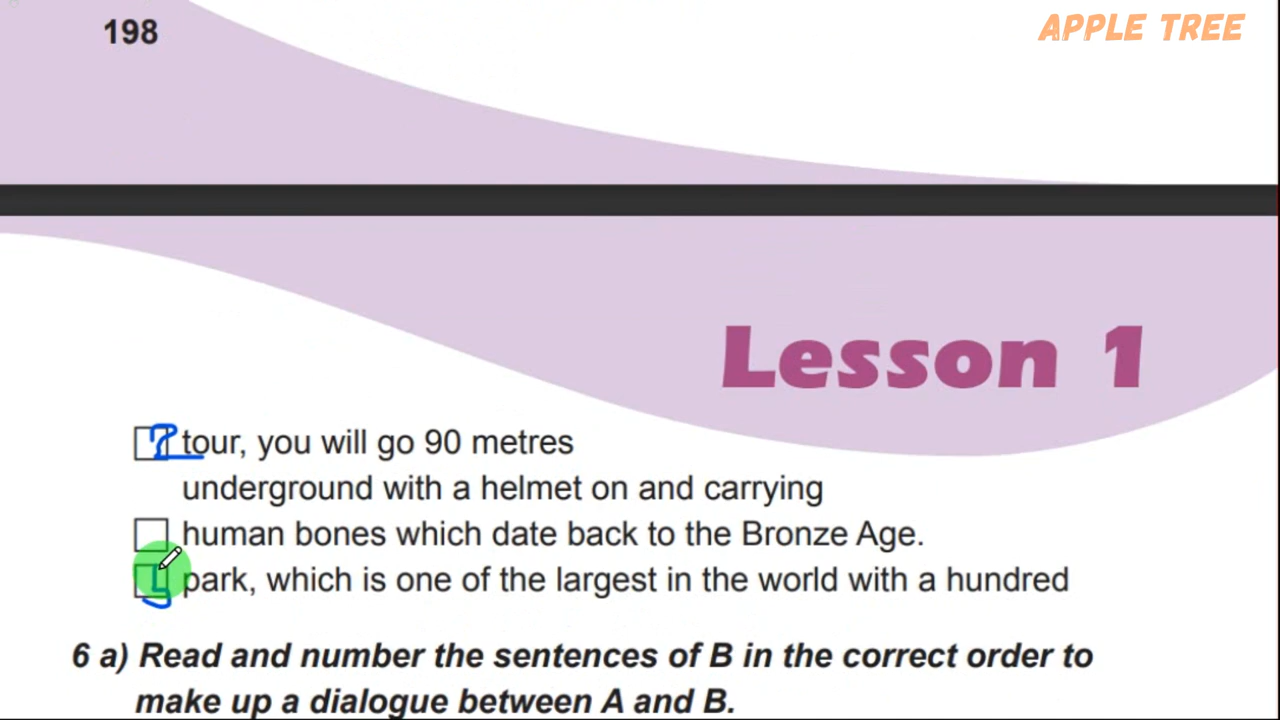 198
APPLE TREE
Lesson 1
2 tour, you will go 90 metres
underground with a helmet on and carrying
human bones which date back to the Bronze Age.
park, which is one of the largest in the world with a hundred
6 a) Read and number the sentences of B in the correct order to
make up a dialogue between A and B.